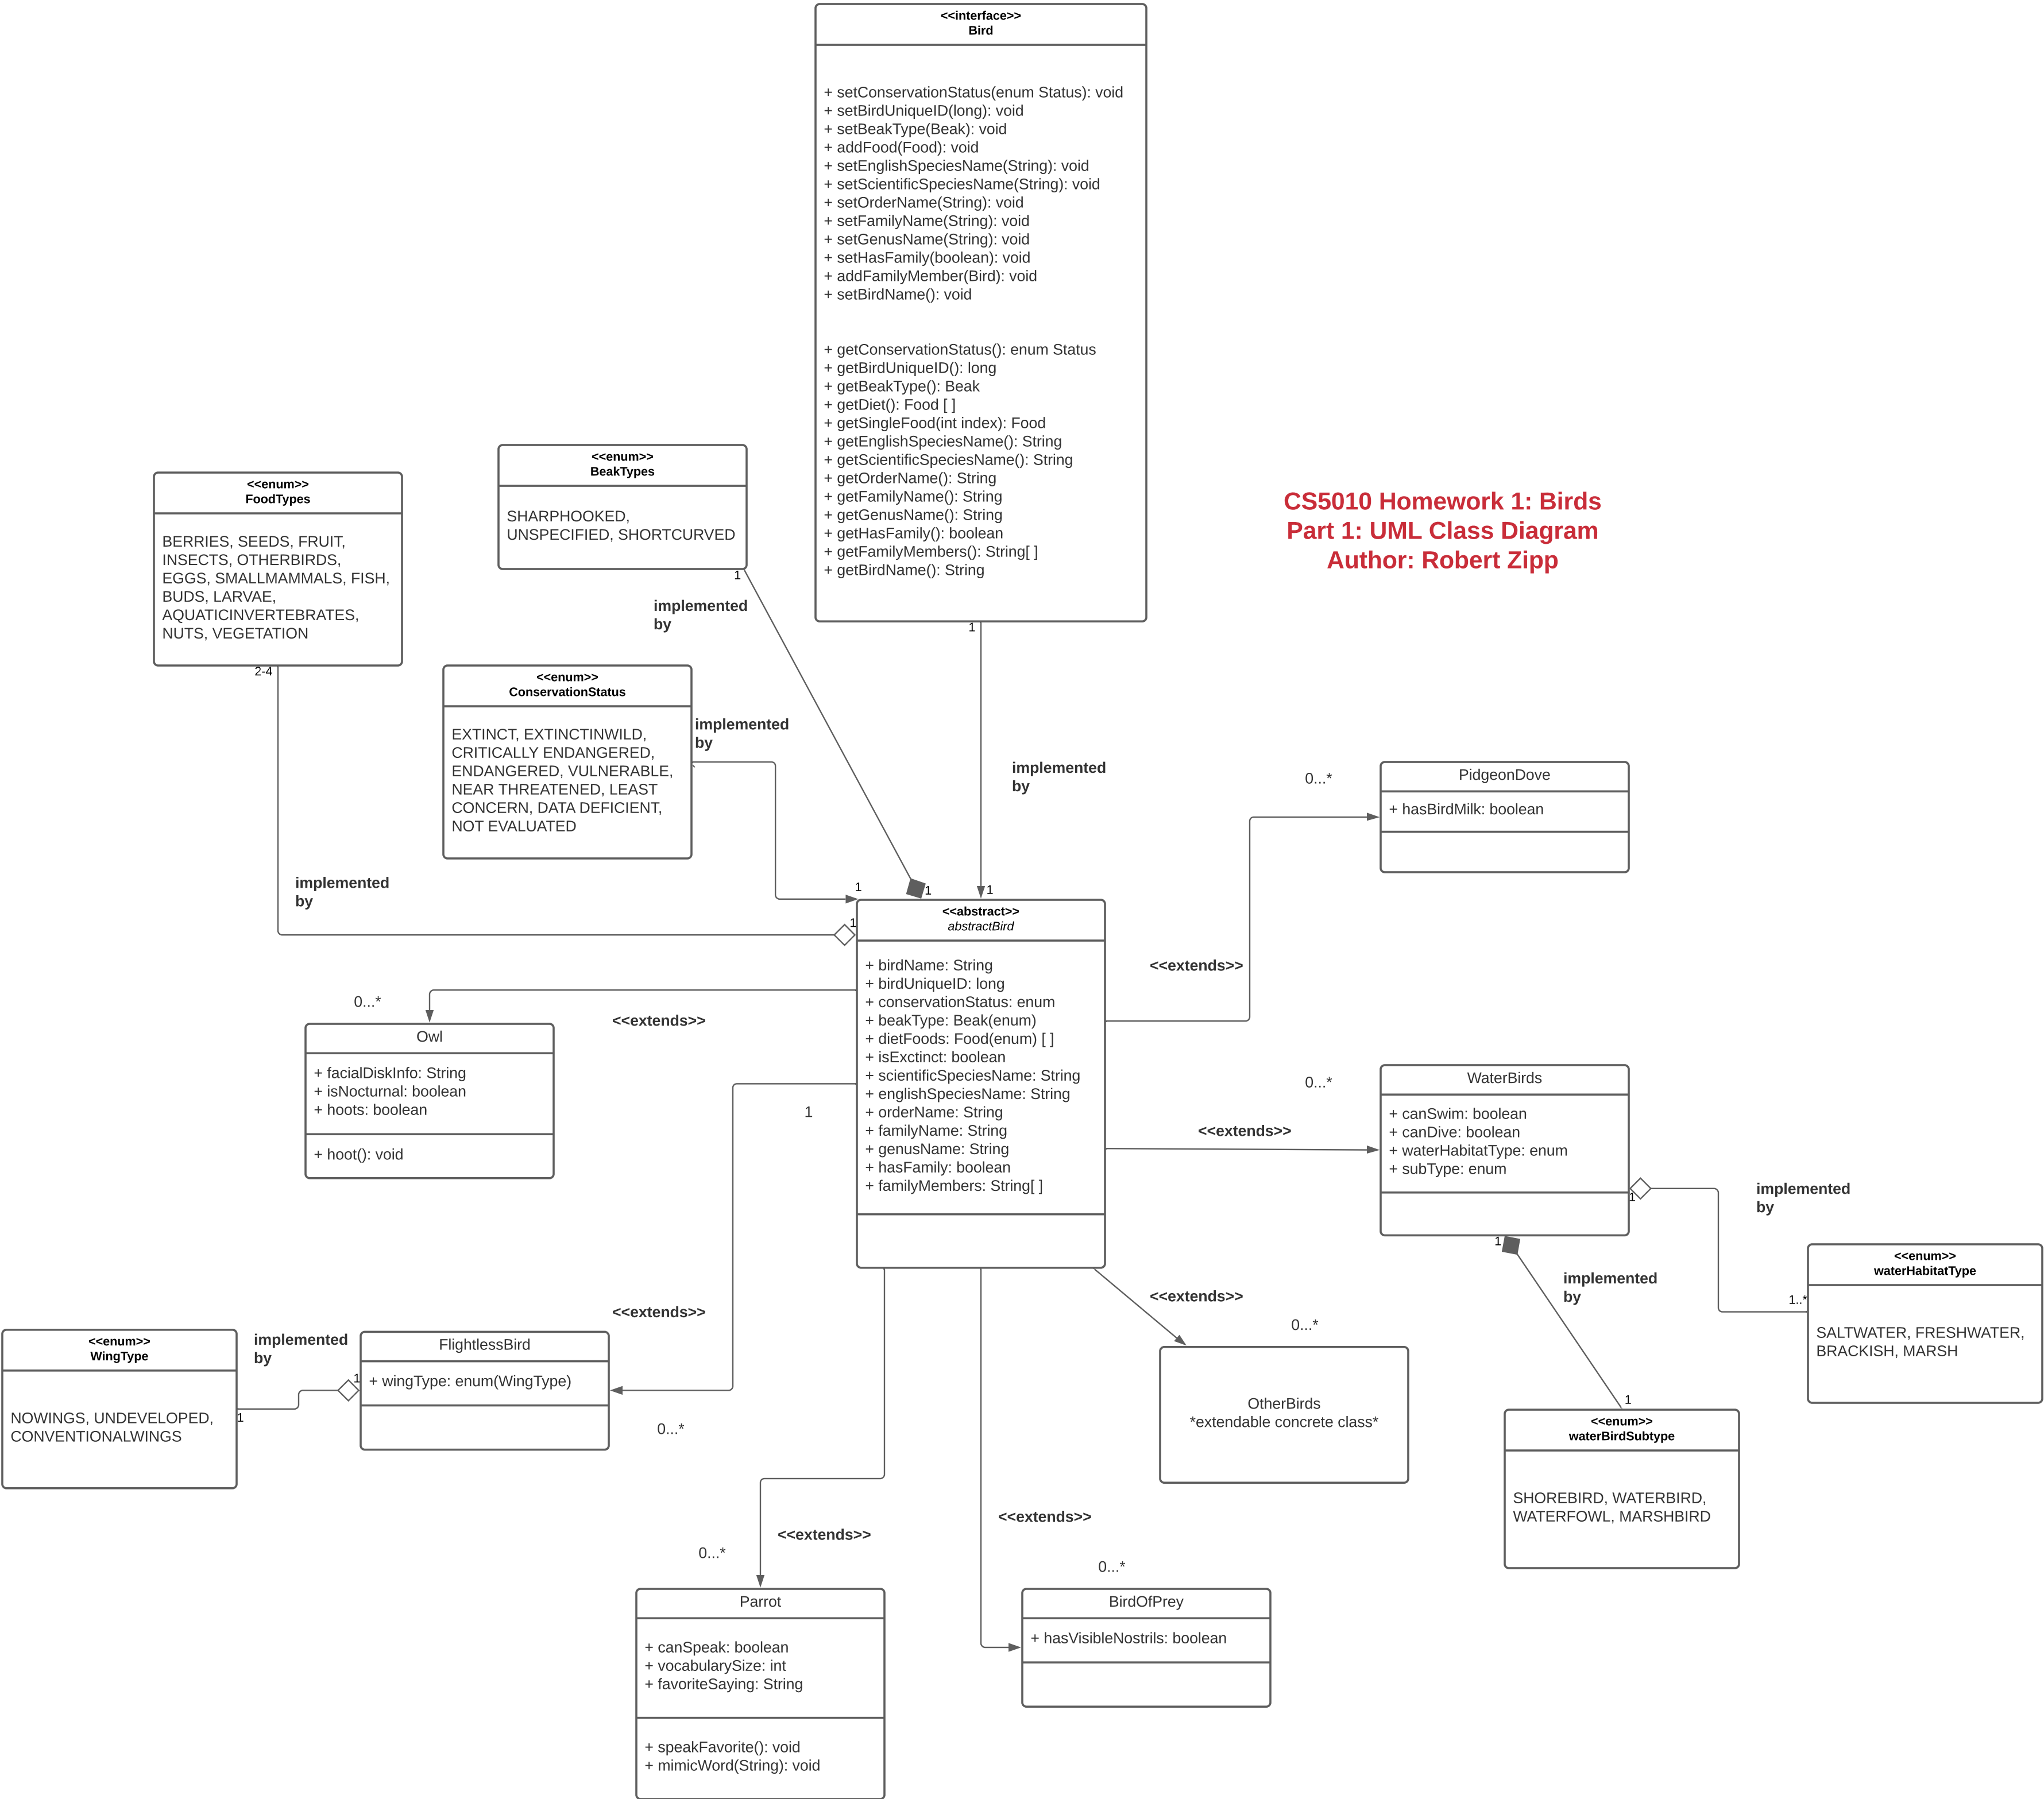 <<interface>>
Bird
+ setConservationStatus(enum Status): void
+ setBirdUniqueID(long): void
+ setBeakType(Beak): void
+ addFood(Food): void
+ setEnglishSpeciesName(String): void
+ setScientificSpeciesName(String): void
+ setOrderName(String): void
+ setFamilyName(String): void
+ setGenusName(String): void
+ setHasFamily(boolean): void
+ addFamilyMember(Bird): void
+ setBirdName(): void
+ getConservationStatus(): enum Status
+ getBirdUniqueID(): long
+ getBeakType(): Beak
+ getDiet(): Food [ ]
+ getSingleFood(int index): Food
+ getEnglishSpeciesName(): String
+ getScientificSpeciesName(): String
+ getOrderName(): String
+ getFamilyName(): String
+ getGenusName(): String
+ getHasFamily(): boolean
+ getFamilyMembers(): String[ ]
+ getBirdName(): String
1
CS5010 Homework 1: Birds
Part 1: UML Class Diagram
Author: Robert Zipp
<<enum>>
BeakTypes
SHARPHOOKED,
UNSPECIFIED, SHORTCURVED
1
implemented
by
<<enum>>
FoodTypes
BERRIES, SEEDS, FRUIT,
INSECTS, OTHERBIRDS,
EGGS, SMALLMAMMALS, FISH,
BUDS, LARVAE,
AQUATICINVERTEBRATES,
NUTS, VEGETATION
2-4
implemented
by
<<enum>>
ConservationStatus
EXTINCT, EXTINCTINWILD,
CRITICALLY ENDANGERED,
ENDANGERED, VULNERABLE,
NEAR THREATENED, LEAST
CONCERN, DATA DEFICIENT,
NOT EVALUATED
implemented
by
implemented
by
1
1
1
1
<<abstract>>
abstractBird
+ birdName: String
+ birdUniqueID: long
+ conservationStatus: enum
+ beakType: Beak(enum)
+ dietFoods: Food(enum) [ ]
+ isExctinct: boolean
+ scientificSpeciesName: String
+ englishSpeciesName: String
+ orderName: String
+ familyName: String
+ genusName: String
+ hasFamily: boolean
+ familyMembers: String[ ]
0...*
PidgeonDove
+ hasBirdMilk: boolean
<<extends>>
0...*
<<extends>>
Owl
+ facialDiskInfo: String
+ isNocturnal: boolean
+ hoots: boolean
+ hoot(): void
1
0...*
<<extends>>
WaterBirds
+ canSwim: boolean
+ canDive: boolean
+ waterHabitatType: enum
+ subType: enum
1
implemented
by
1..*
<<enum>>
waterHabitatType
SALTWATER, FRESHWATER,
BRACKISH, MARSH
1
implemented
by
1
<<enum>>
waterBirdSubtype
SHOREBIRD, WATERBIRD,
WATERFOWL, MARSHBIRD
<<extends>>
0...*
OtherBirds
*extendable concrete class*
<<extends>>
<<enum>>
WingType
NOWINGS, UNDEVELOPED,
CONVENTIONALWINGS
1
implemented
by
1
FlightlessBird
+ wingType: enum(WingType)
0...*
<<extends>>
0...*
Parrot
+ canSpeak: boolean
+ vocabularySize: int
+ favoriteSaying: String
+ speakFavorite(): void
+ mimicWord(String): void
<<extends>>
0...*
BirdOfPrey
+ hasVisibleNostrils: boolean